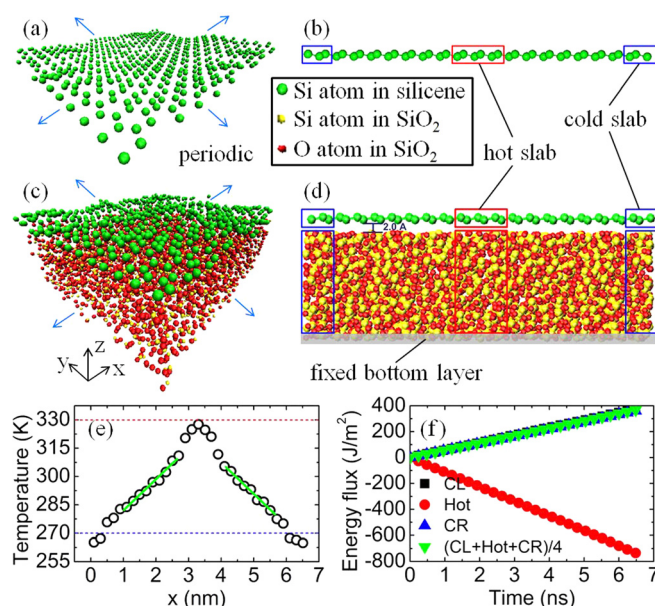 (a)
(b)
periodic
Si atom in silicene
Si atom in SiO2
O atom in SiO2
hot slab
cold slab
(c)
(d)
2.0 A
z
y
x
fixed bottom layer
(e)
Temperature (K)
330
315
300
285
270
255
0 1 2 3 4 5 6 7
x (nm)
(f)
Energy flux (J/m²)
400
200
0
-200
-400
-600
-800
CL
Hot
CR
(CL+Hot+CR)/4
0 1 2 3 4 5 6 7
Time (ns)